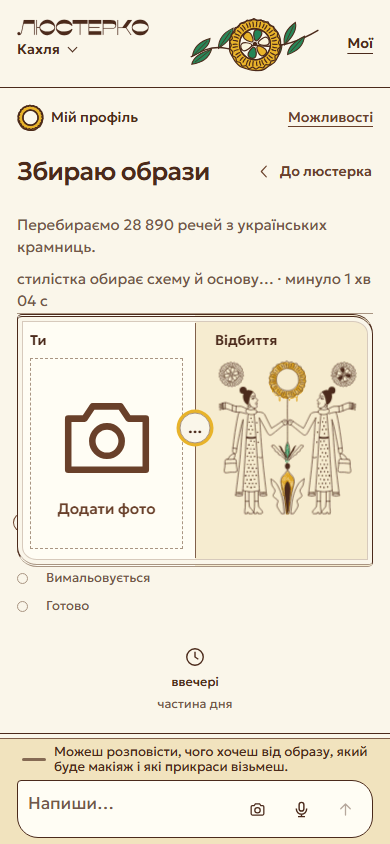 ЛЮСТЕРКО
Кахля
Мої
Мій профіль
Можливості
Збираю образи
До люстерка
Перебираємо 28 890 речей з українських
крамниць.
стилістка обирає схему й основу... · минуло 1 хв
04 с
Ти
Відбиття
...
Додати фото
Вимальовується
Готово
ввечері
частина дня
Можеш розповісти, чого хочеш від образу, який
буде макіяж і які прикраси візьмеш.
Напиши...